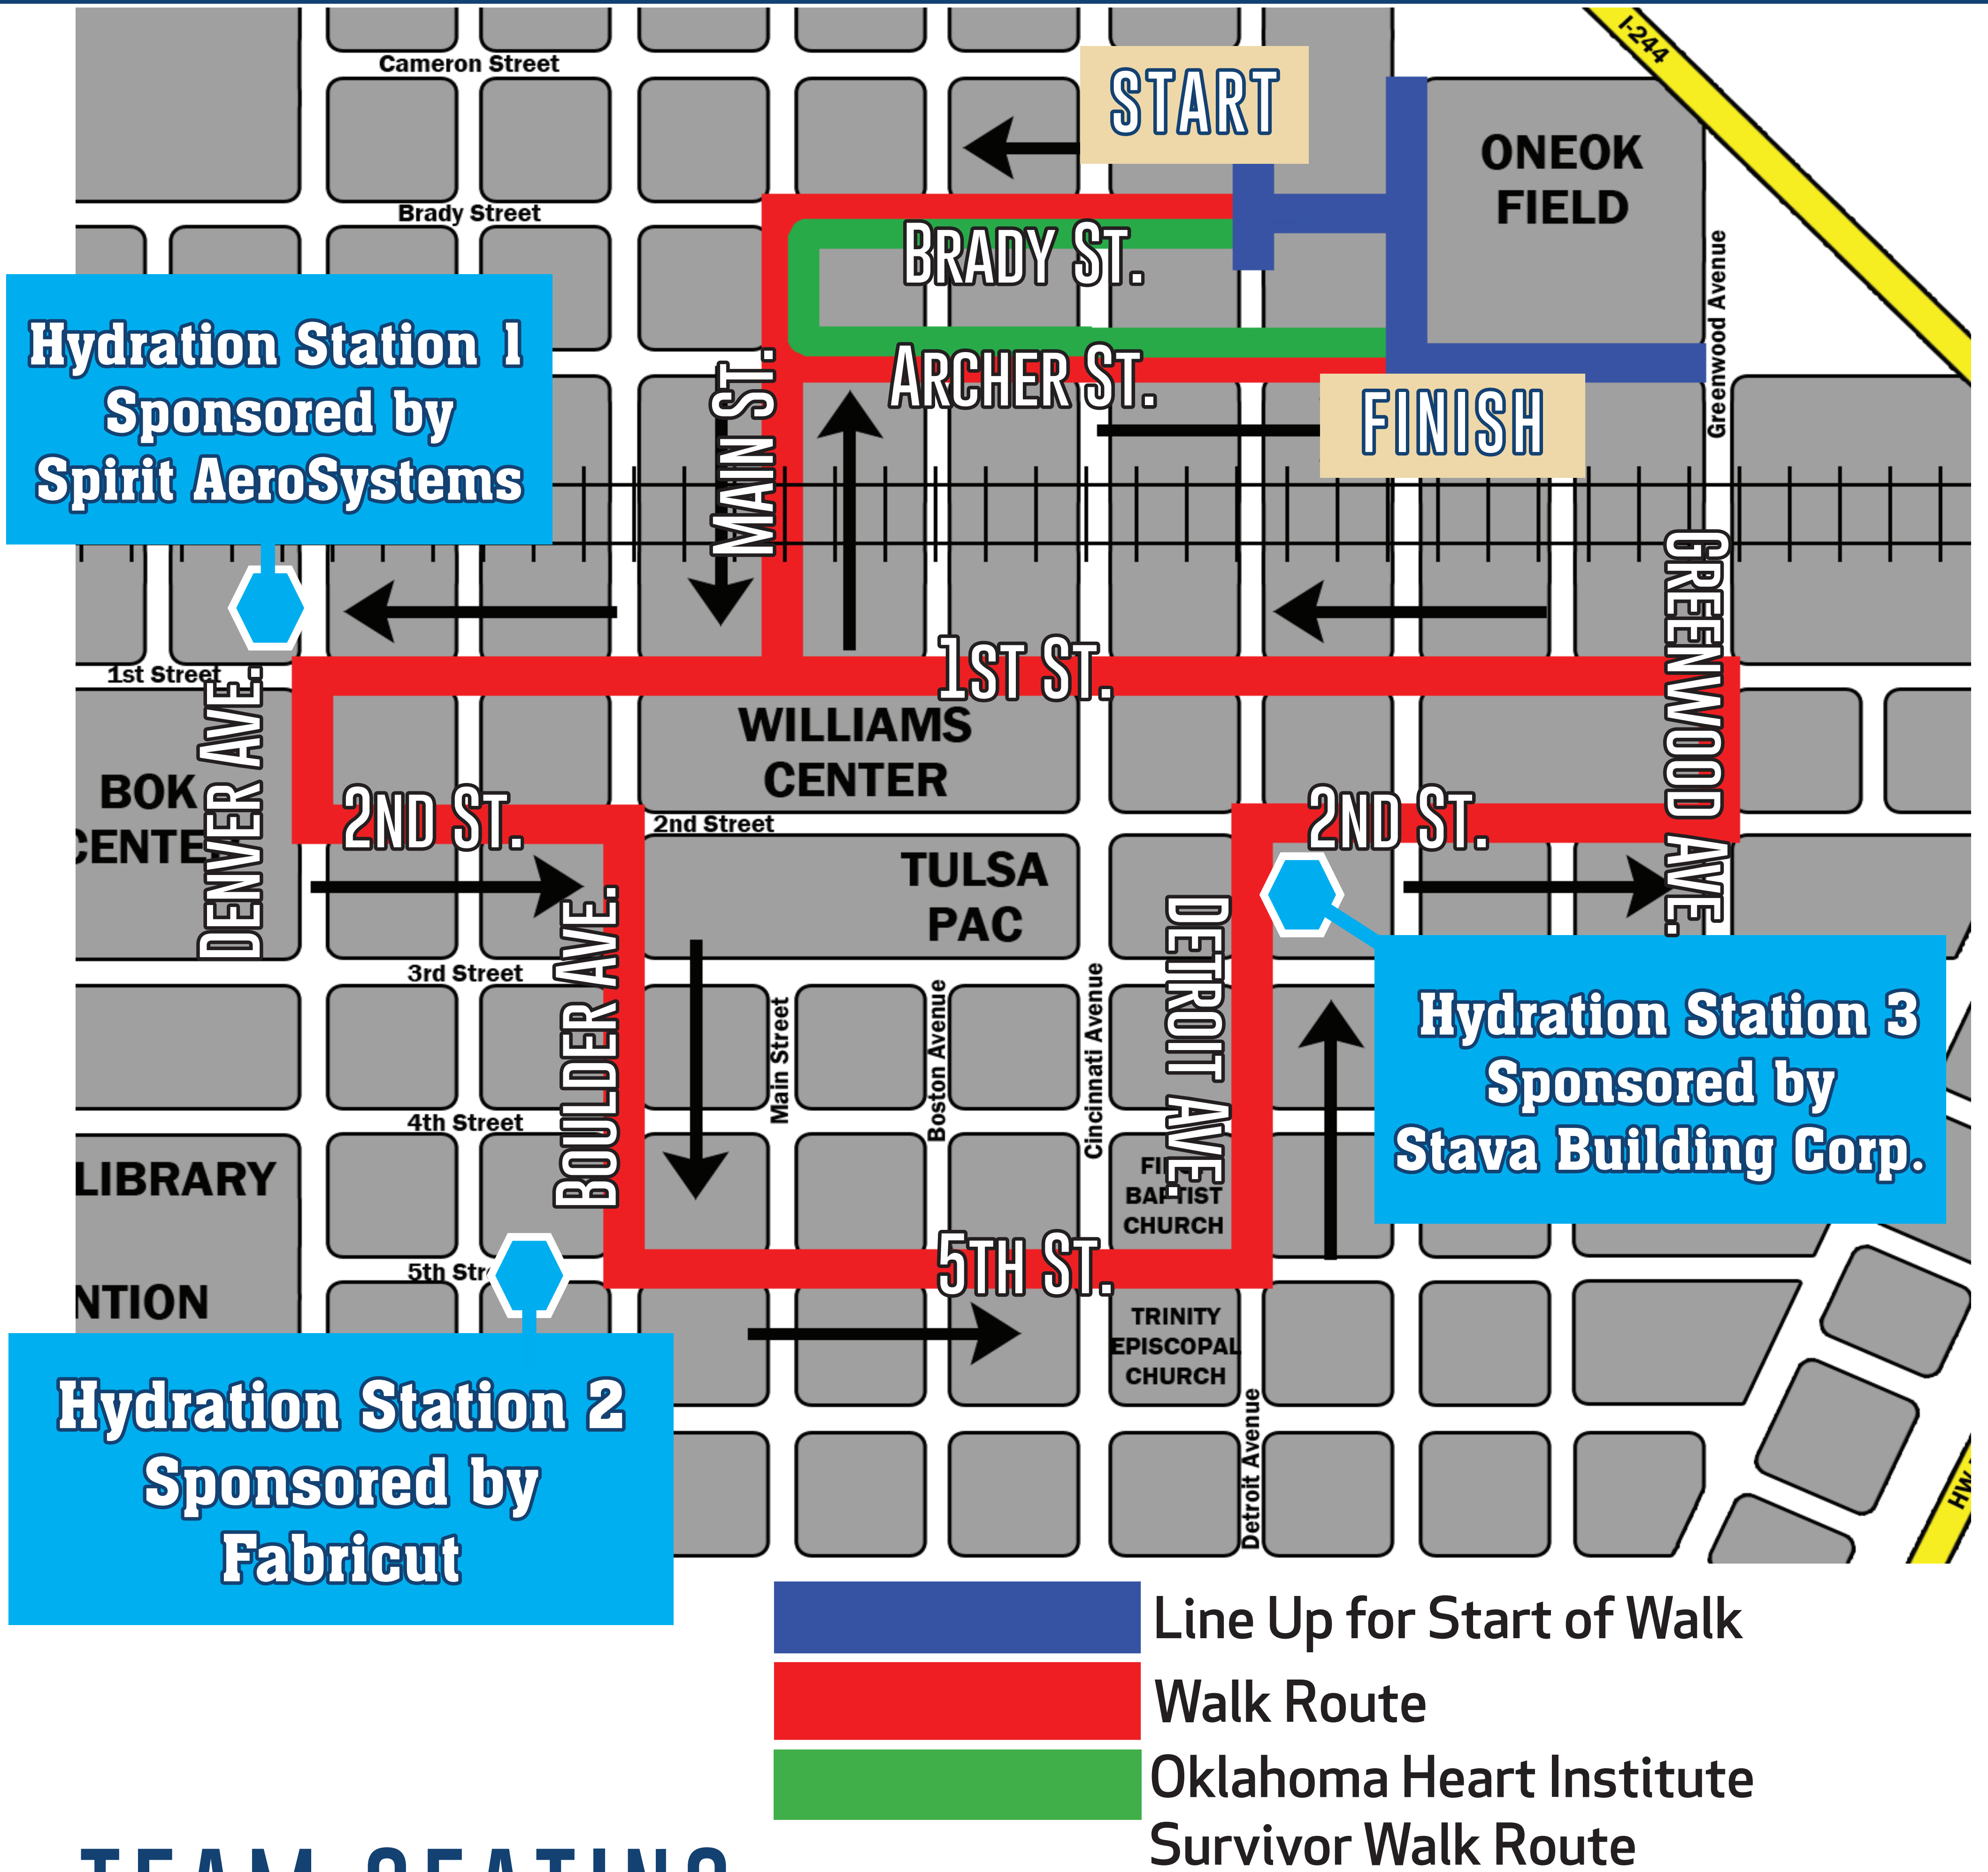 Cameron Street
I-244
START
ONEOK
FIELD
Brady Street
BRADY ST.
Greenwood Avenue
Hydration Station 1
Sponsored by
Spirit AeroSystems
MAIN ST.
ARCHER ST.
FINISH
GREENWOOD AVE.
1st Street
1ST ST.
DENVER AVE.
WILLIAMS
CENTER
BOK
CENTE
2ND ST.
2nd Street
2ND ST.
TULSA
PAC
BOULDER AVE.
DETROIT AVE.
3rd Street
Main Street
Boston Avenue
Cincinnati Avenue
Hydration Station 3
Sponsored by
Stava Building Corp.
4th Street
LIBRARY
BAPTIST
CHURCH
5TH ST.
5th Str
NTION
TRINITY
EPISCOPAL
CHURCH
Hydration Station 2
Sponsored by
Fabricut
Detroit Avenue
HW
Line Up for Start of Walk
Walk Route
Oklahoma Heart Institute
Survivor Walk Route
TEAM SEATING